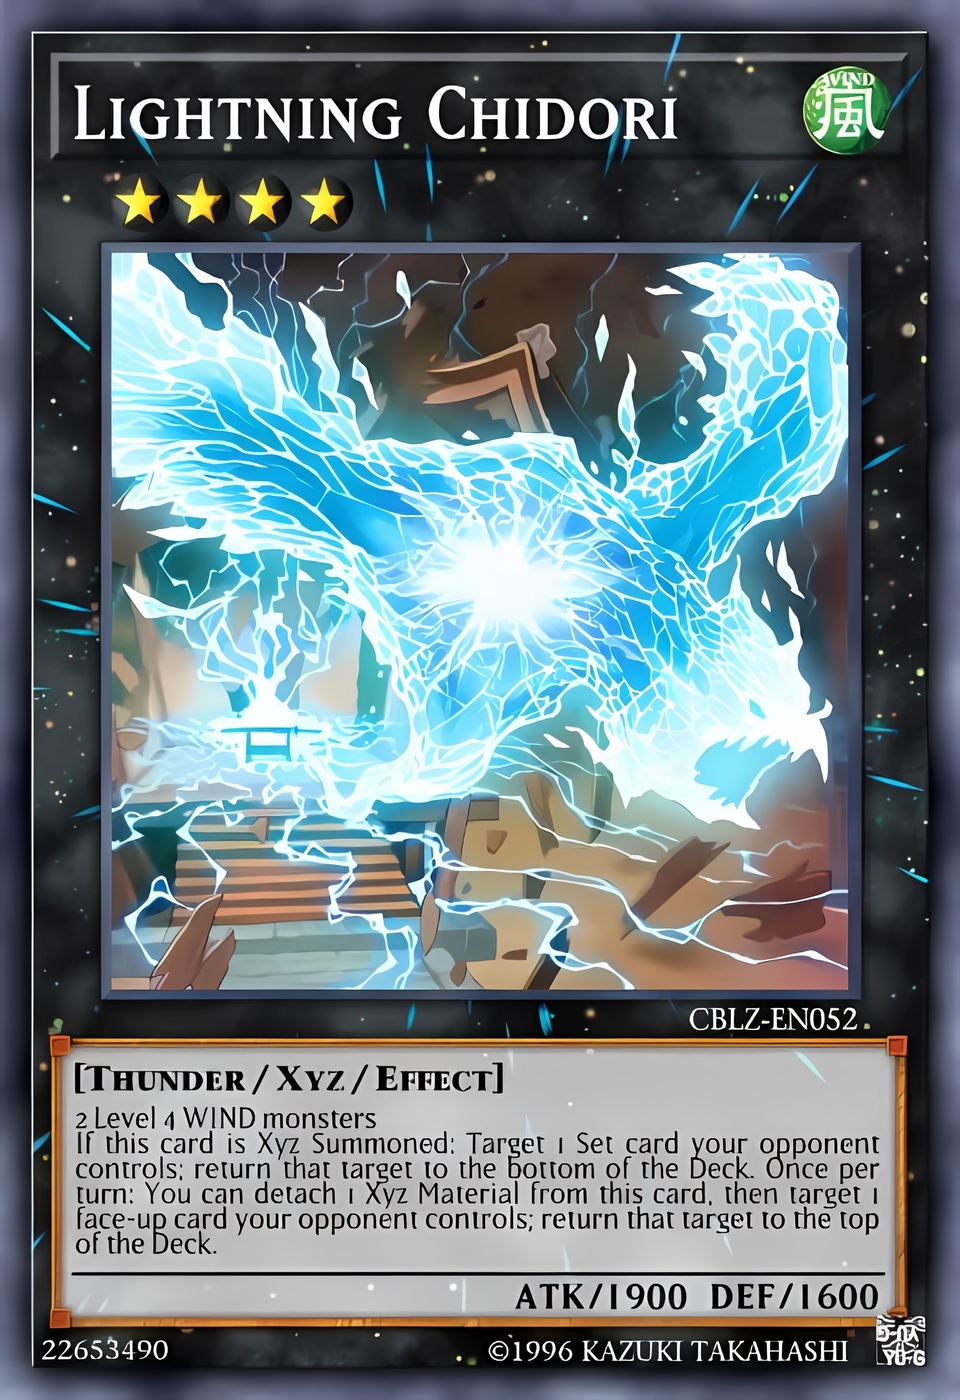 LIGHTNING CHIDORI
WIND
風
CBLZ-EN052
[THUNDER / XYZ / EFFECT]
2 Level 4 WIND monsters
If this card is Xyz Summoned: Target 1 Set card your opponent
controls; return that target to the bottom of the Deck. Once per
turn: You can detach 1 Xyz Material from this card, then target 1
face-up card your opponent controls; return that target to the top
of the Deck.
ATK/1900 DEF/1600
22653490
©1996 KAZUKI TAKAHASHI